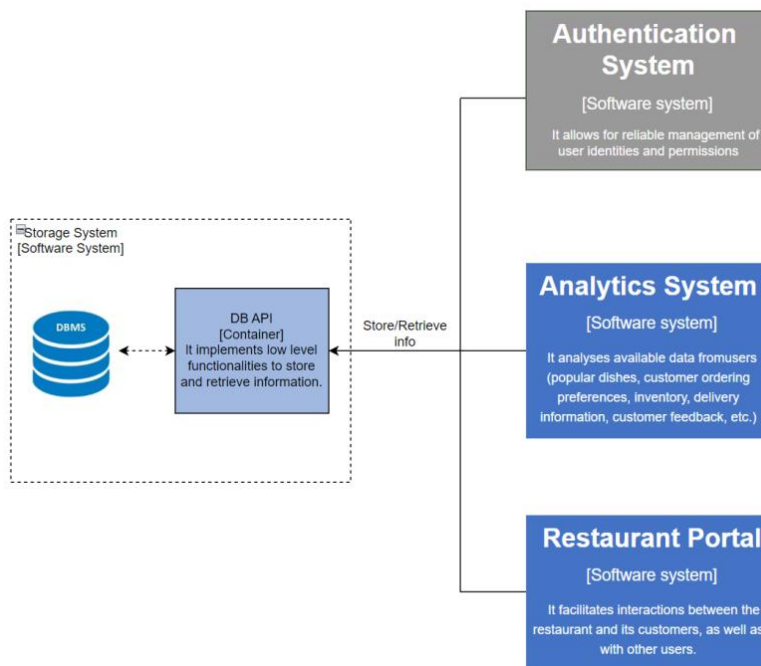 Authentication
System
[Software system]
It allows for reliable management of
user identities and permissions
Storage System
[Software System]
DBMS
DB API
[Container]
It implements low level
functionalities to store
and retrieve information.
Store/Retrieve
info
Analytics System
[Software system]
It analyses available data fromusers
(popular dishes, customer ordering
preferences, inventory, delivery
information, customer feedback, etc.)
Restaurant Portal
[Software system]
It facilitates interactions between the
restaurant and its customers, as well as
with other users.